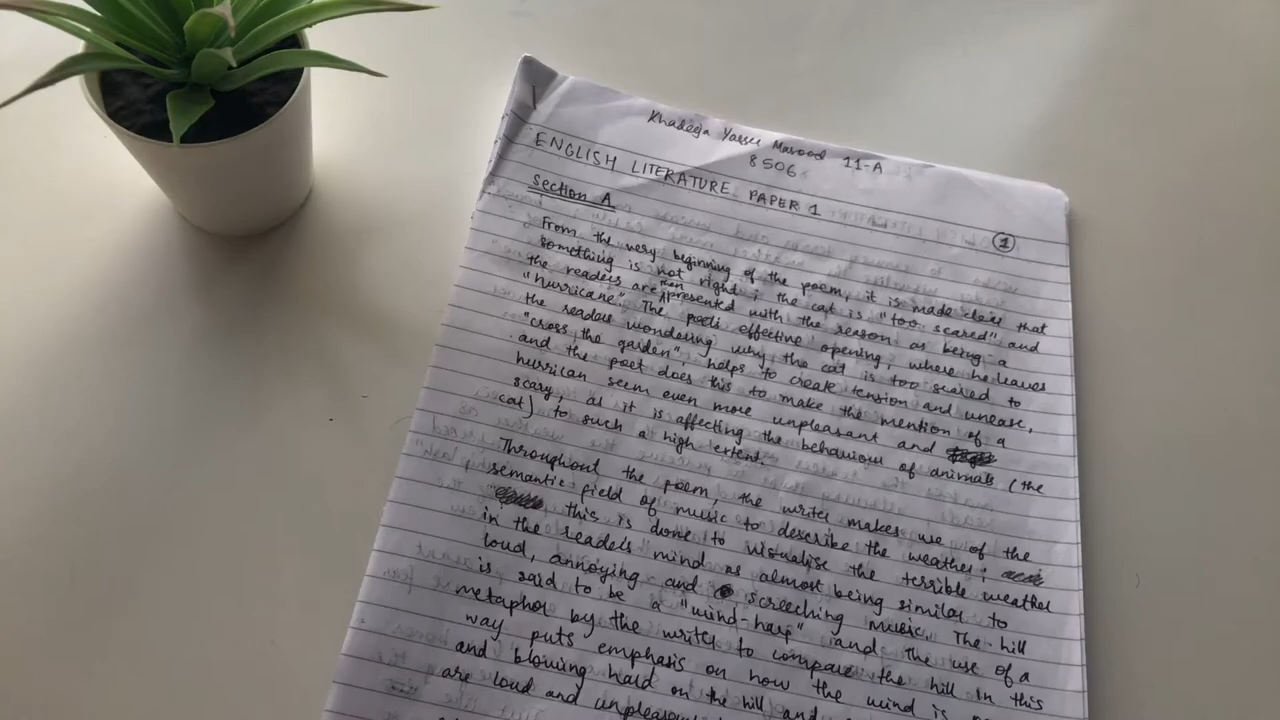 Khadeeja Yasser Masood 11-A
8506
ENGLISH LITERATURE PAPER 1
Section A
1
From the very beginning of the poem, it is made clear that
something is not right; the cat is "too scared" and
the readers are then presented with the reason as being a
"hurricane". The poet's effective opening, where he leaves
the readers wondering why the cat is too scared to
"cross the garden", helps to create tension and unease,
and the poet does this to make the mention of a
hurrican seem even more unpleasant and
scary, as it is affecting the behaviour of animals (the
cat) to such a high extent.
Throughout the poem, the writer makes use of the
semantic field of music to describe the weather;
this is done to visualise the terrible weather
in the reader's mind as almost being similar to
loud, annoying and screeching music. The hill
is said to be a "wind-harp" and the use of a
metaphor by the writer to compare the hill in this
way puts emphasis on how the wind is
and blowing hard on the hill and
are loud and